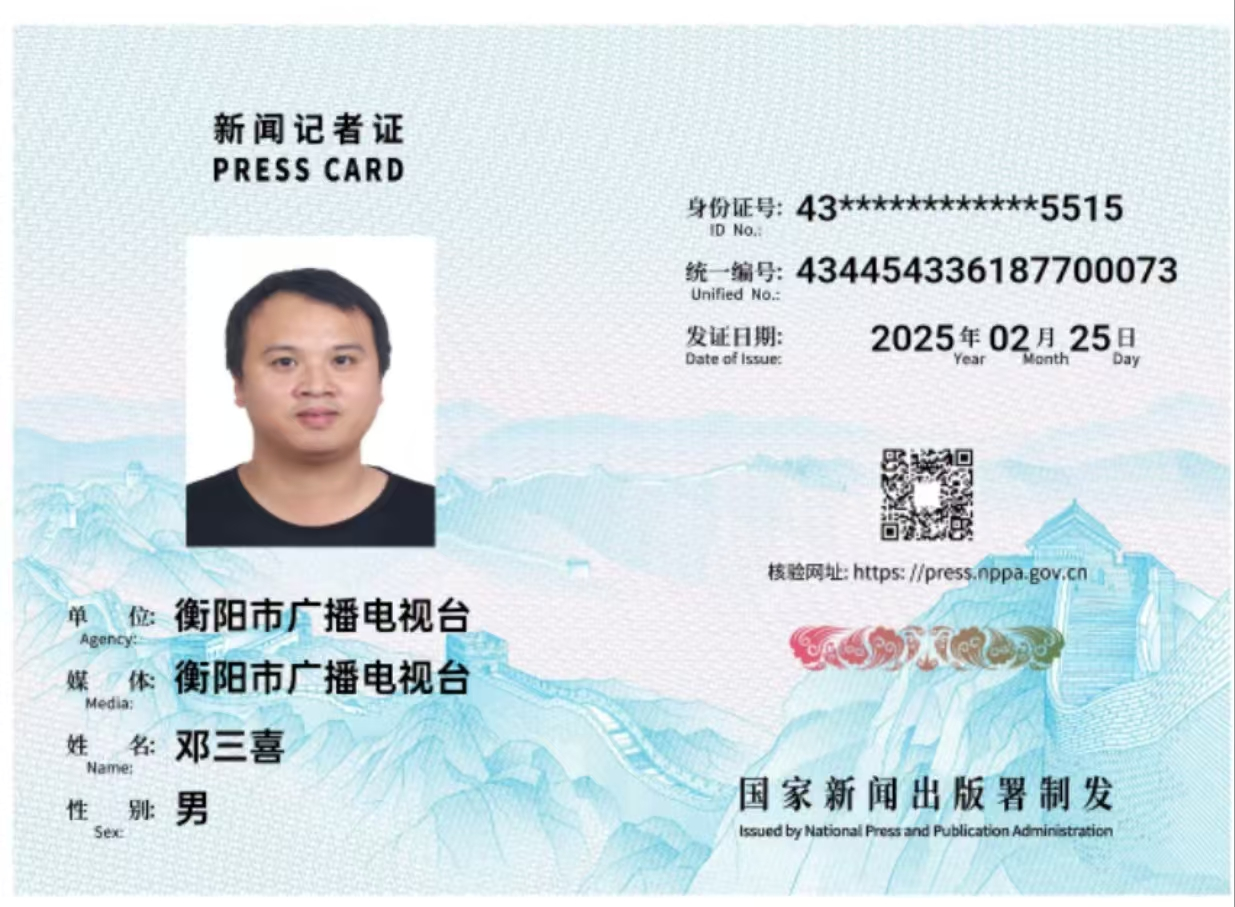 新闻记者证
PRESS CARD
身份证号: 43************5515
ID No.:
统一编号: 434454336187700073
Unified No.:
发证日期: 2025年02月25日
Date of Issue: Year Month Day
核验网址: https: //press.nppa.gov.cn
单 位: 衡阳市广播电视台
Agency:
媒 体: 衡阳市广播电视台
Media:
姓 名: 邓三喜
Name:
性 别: 男
Sex:
国家新闻出版署制发
Issued by National Press and Publication Administration